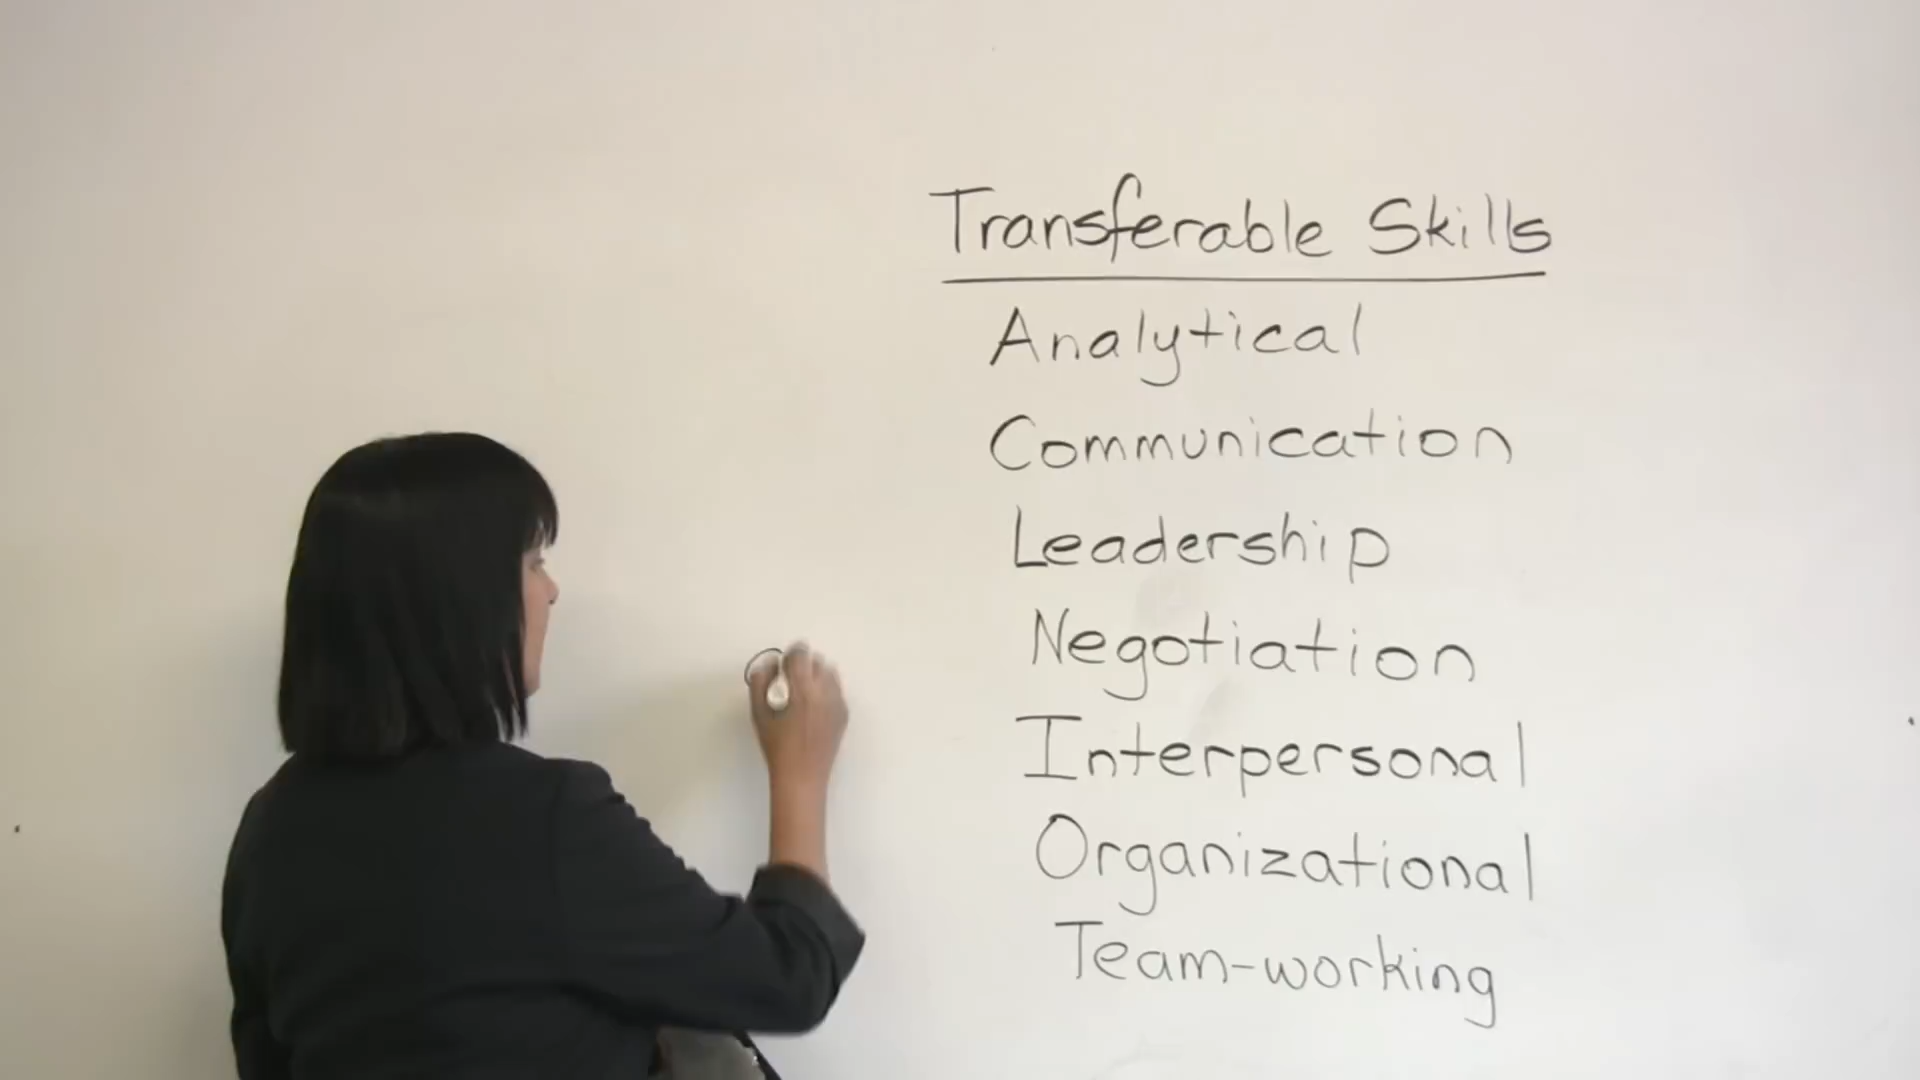 Transferable Skills
Analytical
Communication
Leadership
Negotiation
Interpersonal
Organizational
Team-working